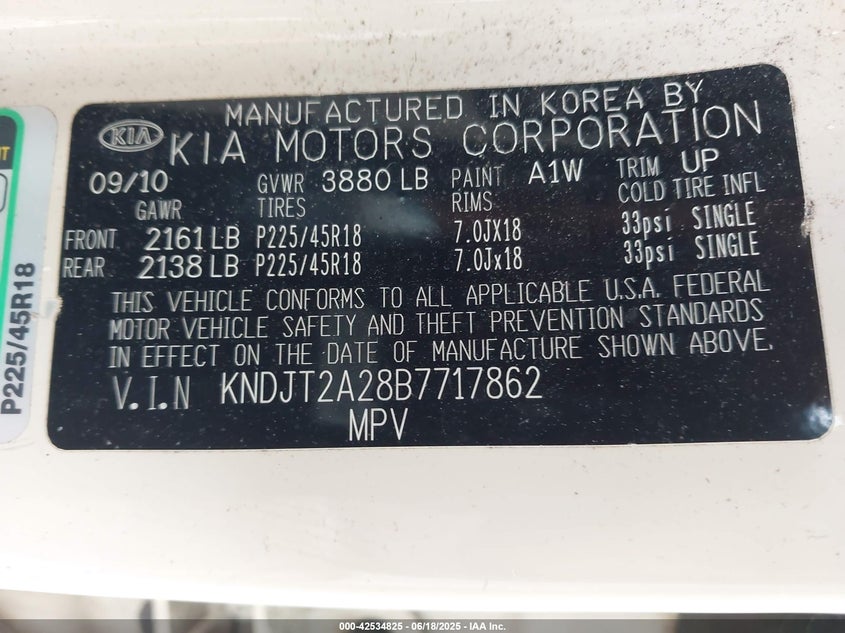 MANUFACTURED IN KOREA BY
KIA KIA MOTORS CORPORATION
09/10 GVWR 3880 LB PAINT A1W TRIM UP
GAWR TIRES RIMS COLD TIRE INFL
FRONT 2161 LB P225/45R18 7.0JX18 33psi SINGLE
REAR 2138 LB P225/45R18 7.0Jx18 33psi SINGLE
THIS VEHICLE CONFORMS TO ALL APPLICABLE U.S.A. FEDERAL
MOTOR VEHICLE SAFETY AND THEFT PREVENTION STANDARDS
IN EFFECT ON THE DATE OF MANUFACTURE SHOWN ABOVE.
V.I.N KNDJT2A28B7717862
MPV
P225/45R18
000-42534825 - 06/18/2025 - IAA Inc.